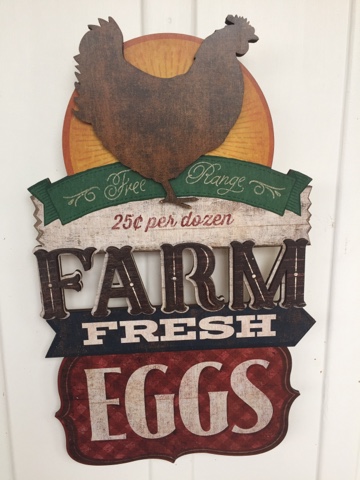 Free Range
25¢ per dozen
FARM
FRESH
EGGS